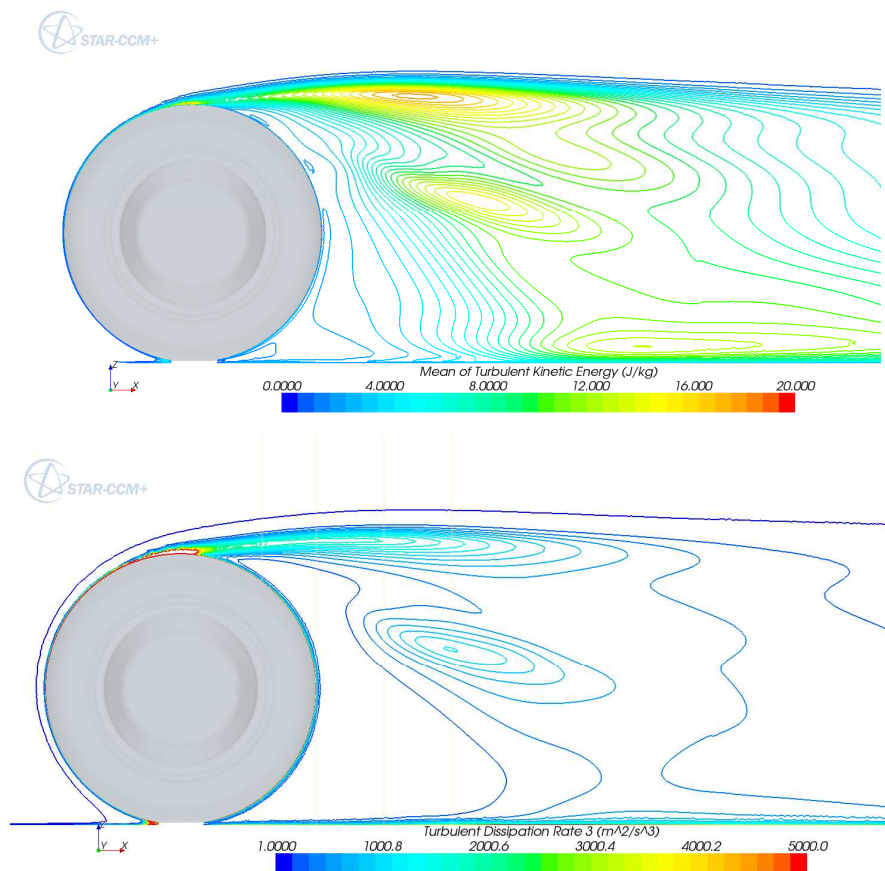 STAR-CCM+
Z
Y X
Mean of Turbulent Kinetic Energy (J/kg)
0.0000 4.0000 8.0000 12.000 16.000 20.000
STAR-CCM+
Z
Y X
Turbulent Dissipation Rate 3 (m^2/s^3)
1.0000 1000.8 2000.6 3000.4 4000.2 5000.0